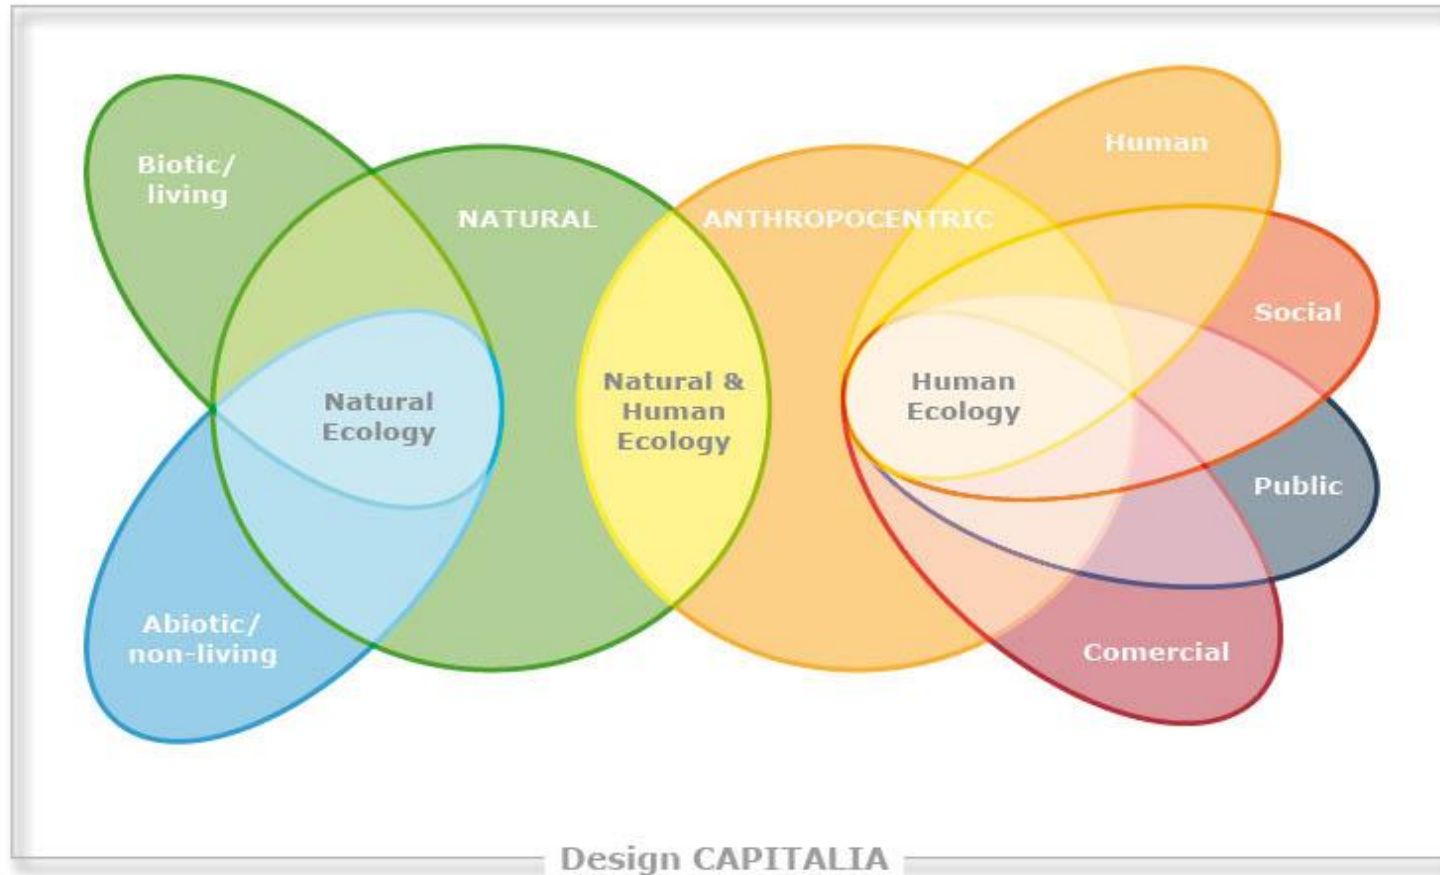 Biotic/
living
NATURAL
ANTHROPOCENTRIC
Human
Social
Natural
Ecology
Natural &
Human
Ecology
Human
Ecology
Public
Abiotic/
non-living
Comercial
Design CAPITALIA